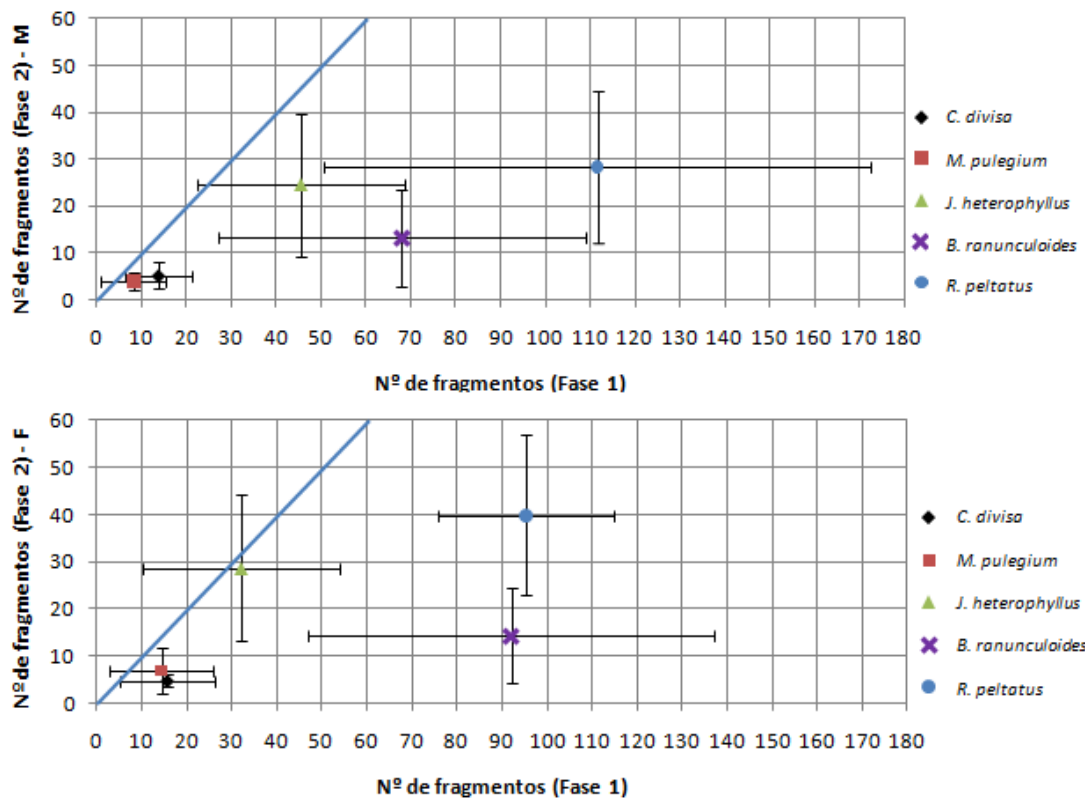 Nº de fragmentos (Fase 2) - M
60
50
40
30
20
10
0
0 10 20 30 40 50 60 70 80 90 100 110 120 130 140 150 160 170 180
Nº de fragmentos (Fase 1)
C. divisa
M. pulegium
J. heterophyllus
B. ranunculoides
R. peltatus
Nº de fragmentos (Fase 2) - F
60
50
40
30
20
10
0
0 10 20 30 40 50 60 70 80 90 100 110 120 130 140 150 160 170 180
Nº de fragmentos (Fase 1)
C. divisa
M. pulegium
J. heterophyllus
B. ranunculoides
R. peltatus